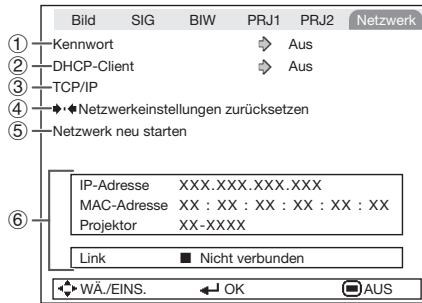 Bild SIG BIW PRJ1 PRJ2 Netzwerk
① Kennwort Aus
② DHCP-Client Aus
③ TCP/IP
④ Netzwerkeinstellungen zurücksetzen
⑤ Netzwerk neu starten
⑥
IP-Adresse XXX.XXX.XXX.XXX
MAC-Adresse XX : XX : XX : XX : XX : XX
Projektor XX-XXXX
Link ■ Nicht verbunden
WÄ./EINS. OK AUS